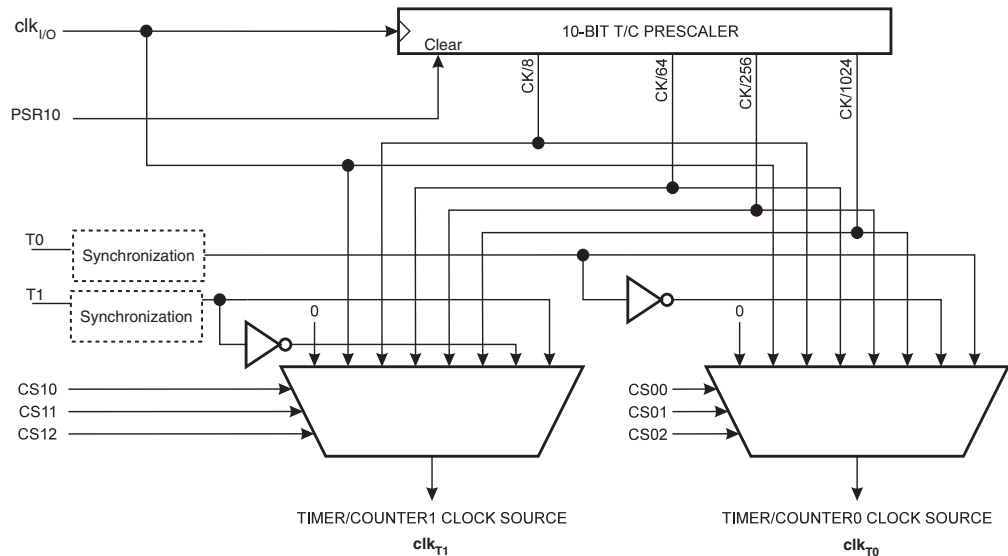 clkI/O
10-BIT T/C PRESCALER
Clear
PSR10
CK/8
CK/64
CK/256
CK/1024
T0
Synchronization
T1
Synchronization
0
0
CS10
CS11
CS12
CS00
CS01
CS02
TIMER/COUNTER1 CLOCK SOURCE
clkT1
TIMER/COUNTER0 CLOCK SOURCE
clkT0